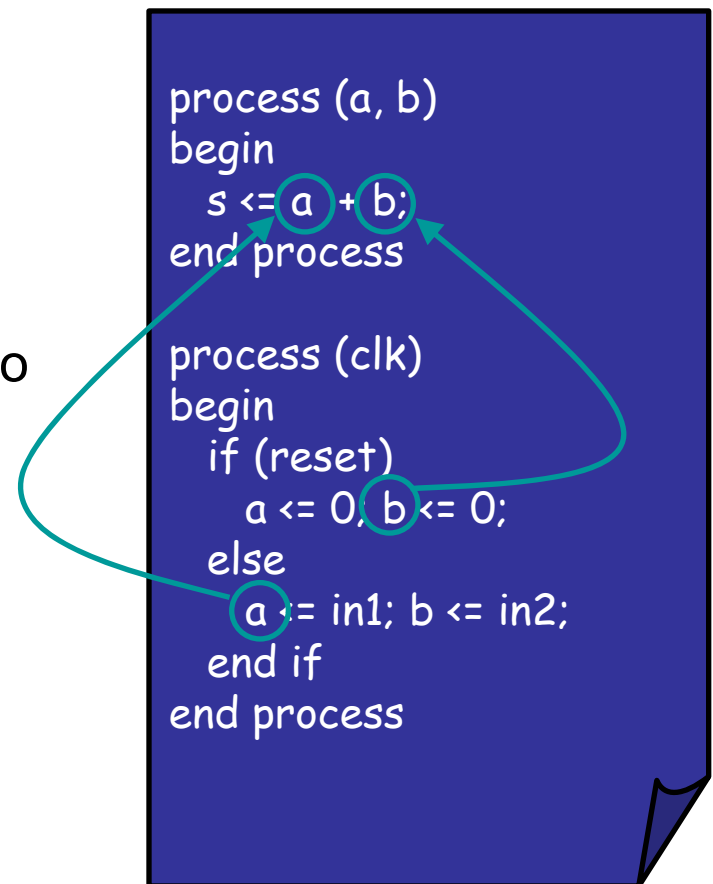 process (a, b)
begin
s <= a + b;
end process
o
process (clk)
begin
if (reset)
a <= 0; b <= 0;
else
a <= in1; b <= in2;
end if
end process